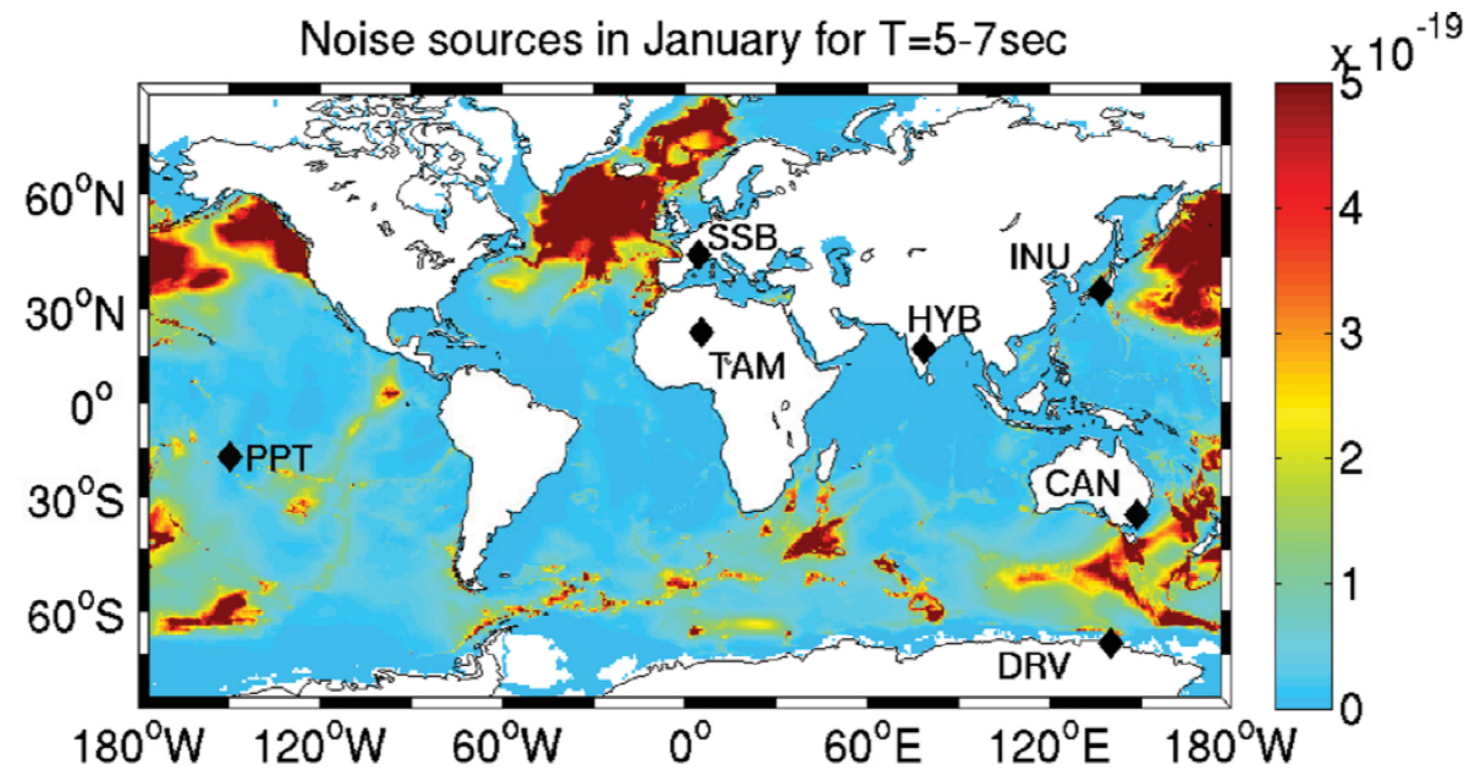 Noise sources in January for T=5-7sec
x 10^-19
5
4
3
2
1
0
60°N
30°N
0°
30°S
60°S
SSB
INU
HYB
TAM
PPT
CAN
DRV
180°W 120°W 60°W 0° 60°E 120°E 180°W